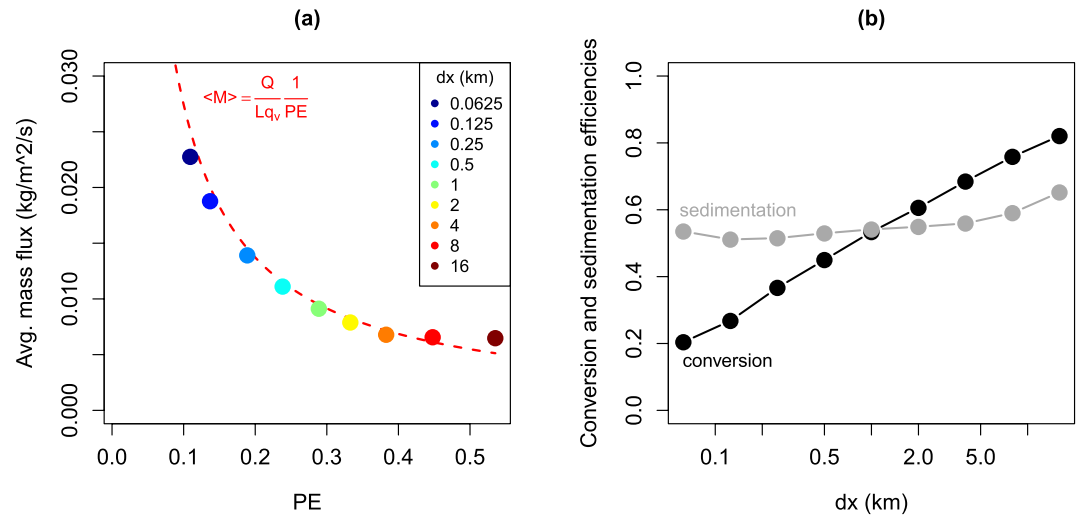 (a)
Avg. mass flux (kg/m^2/s)
0.030
0.020
0.010
0.000
<M> = Q/Lqv 1/PE
dx (km)
0.0625
0.125
0.25
0.5
1
2
4
8
16
0.0 0.1 0.2 0.3 0.4 0.5
PE
(b)
Conversion and sedimentation efficiencies
1.0
0.8
0.6
0.4
0.2
0.0
sedimentation
conversion
0.1 0.5 2.0 5.0
dx (km)